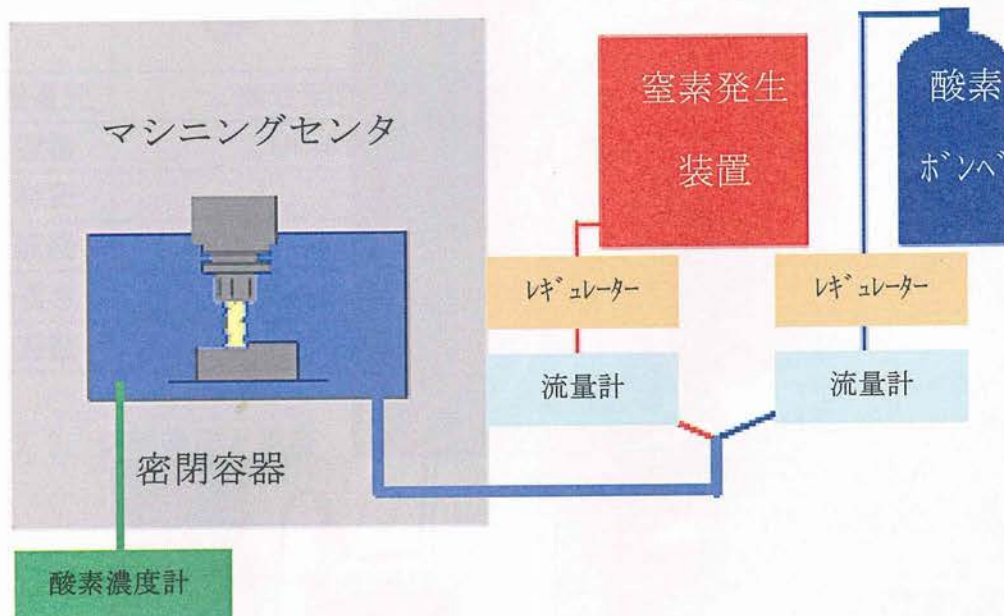 マシニングセンタ
窒素発生
装置
酸素
ボンベ
レギュレーター
レギュレーター
流量計
流量計
密閉容器
酸素濃度計